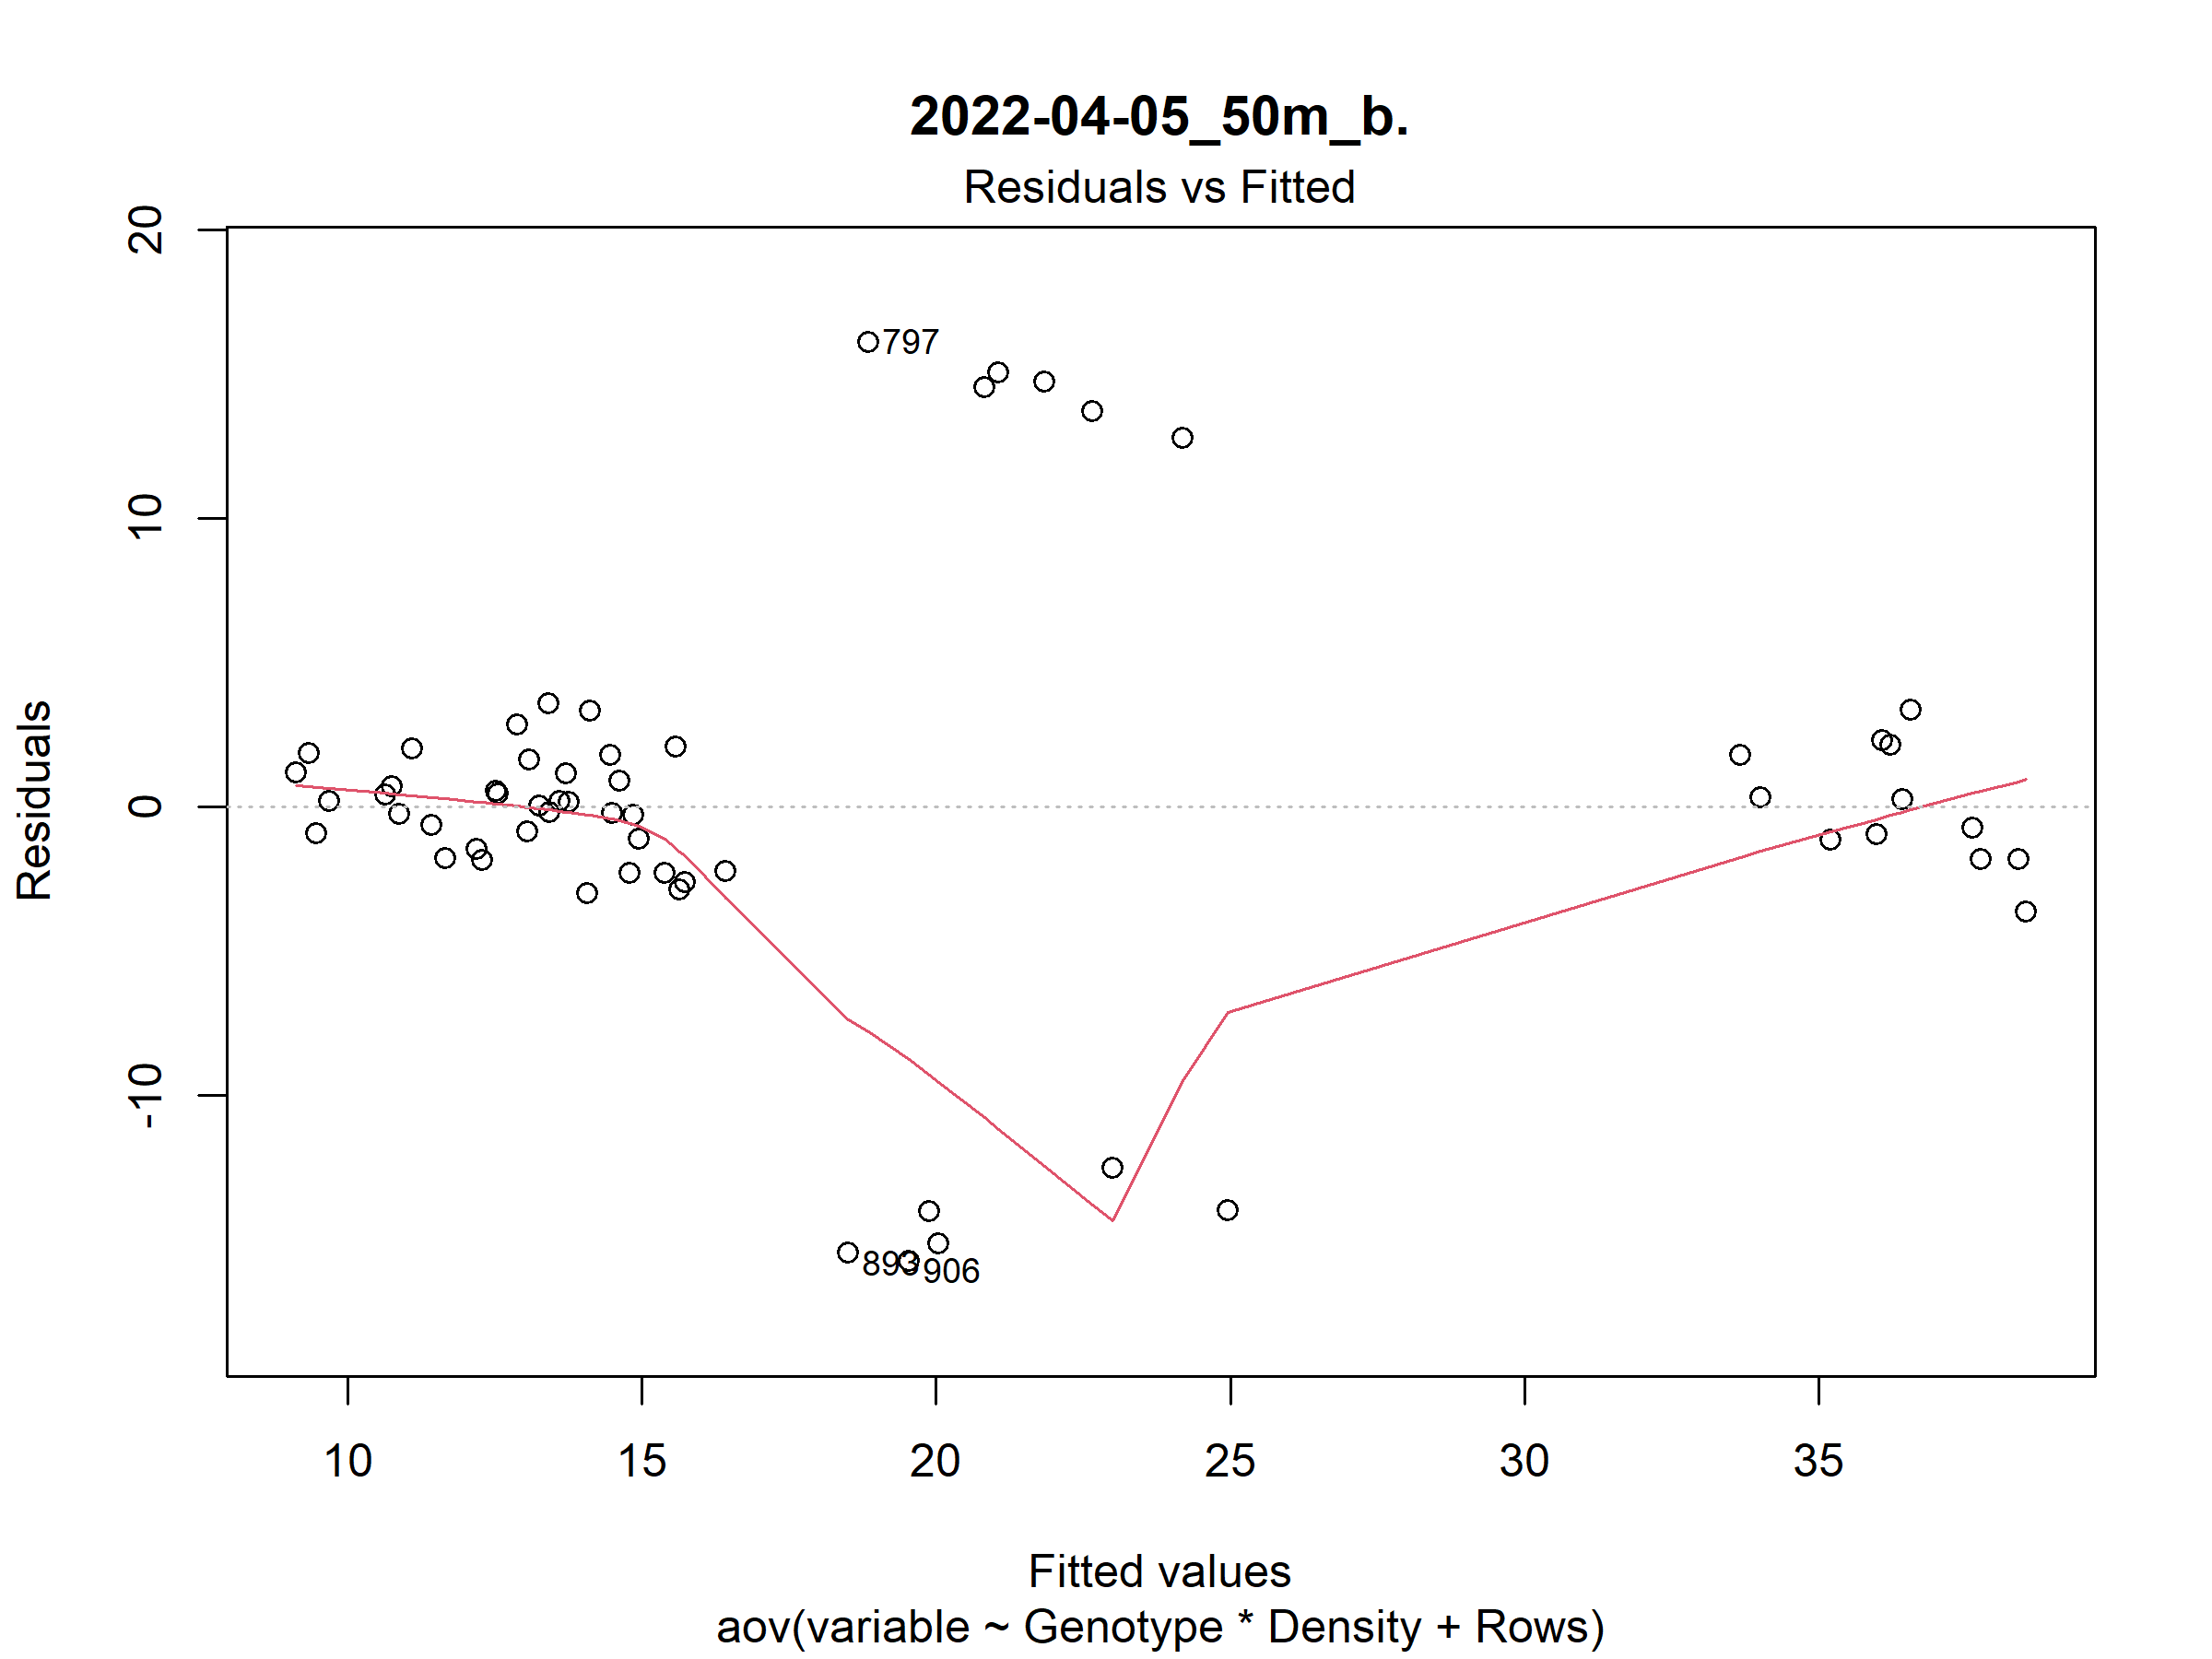 2022-04-05_50m_b.
Residuals vs Fitted
Residuals
20
10
0
-10
797
893
906
10 15 20 25 30 35
Fitted values
aov(variable ~ Genotype * Density + Rows)